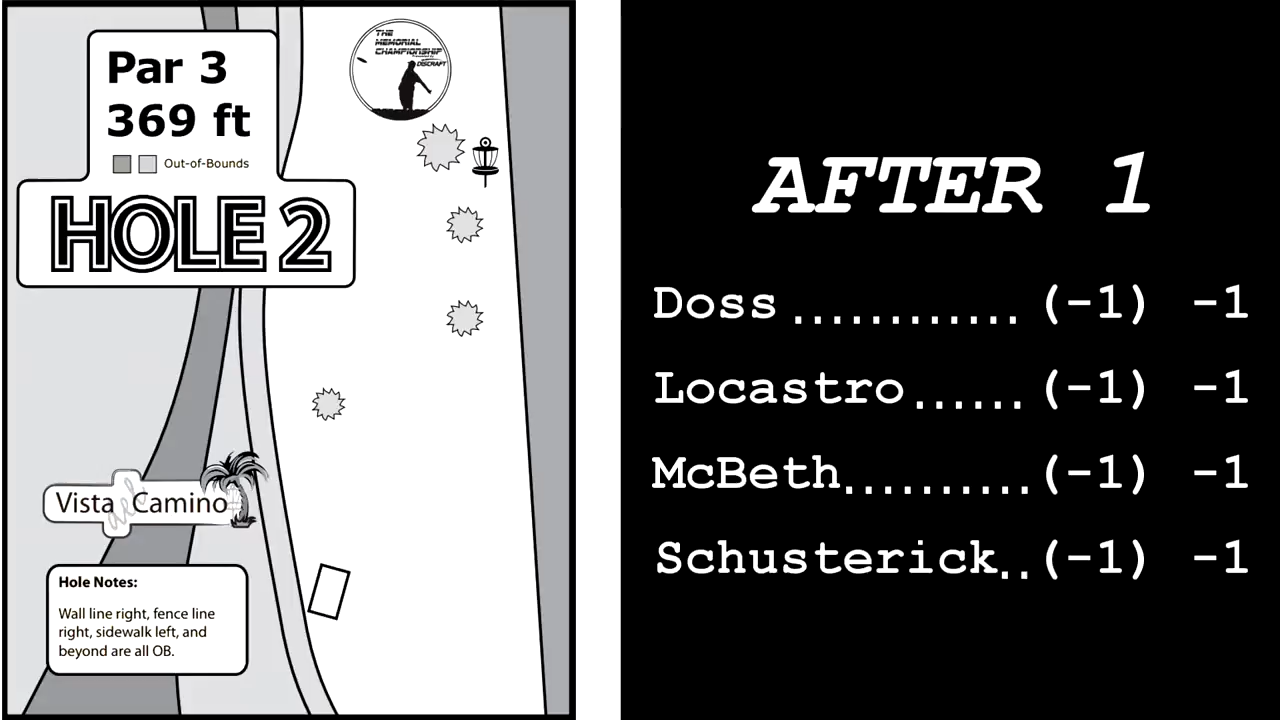 Par 3
369 ft
Out-of-Bounds
HOLE 2
THE
MEMORIAL
CHAMPIONSHIP
DISCRAFT
Vista del Camino
Hole Notes:
Wall line right, fence line
right, sidewalk left, and
beyond are all OB.
AFTER 1
Doss ............ (-1) -1
Locastro ...... (-1) -1
McBeth.......... (-1) -1
Schusterick.. (-1) -1